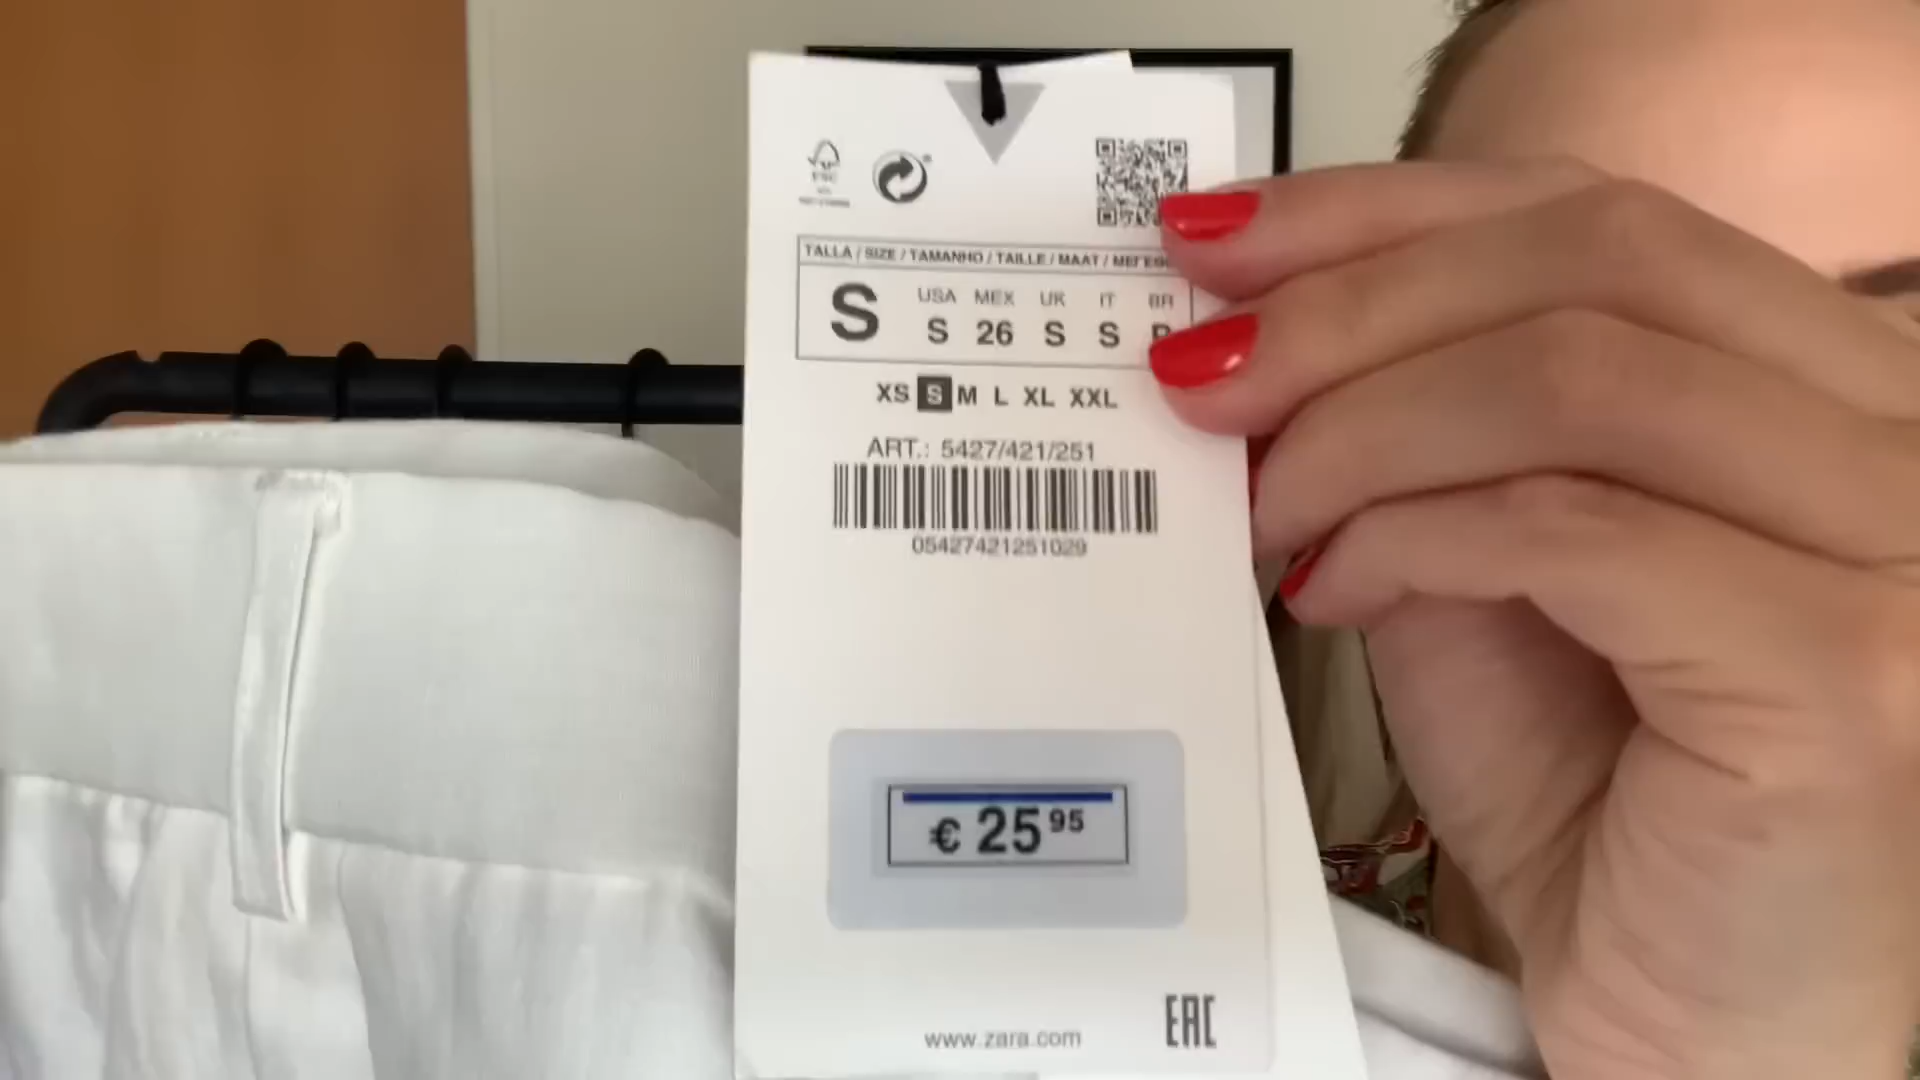 FSC
TALLA / SIZE / TAMANHO / TAILLE / MAAT /
USA MEX UK IT BR
S S 26 S S
XS S M L XL XXL
ART.: 5427/421/251
05427421251029
€ 25 95
www.zara.com
EAC